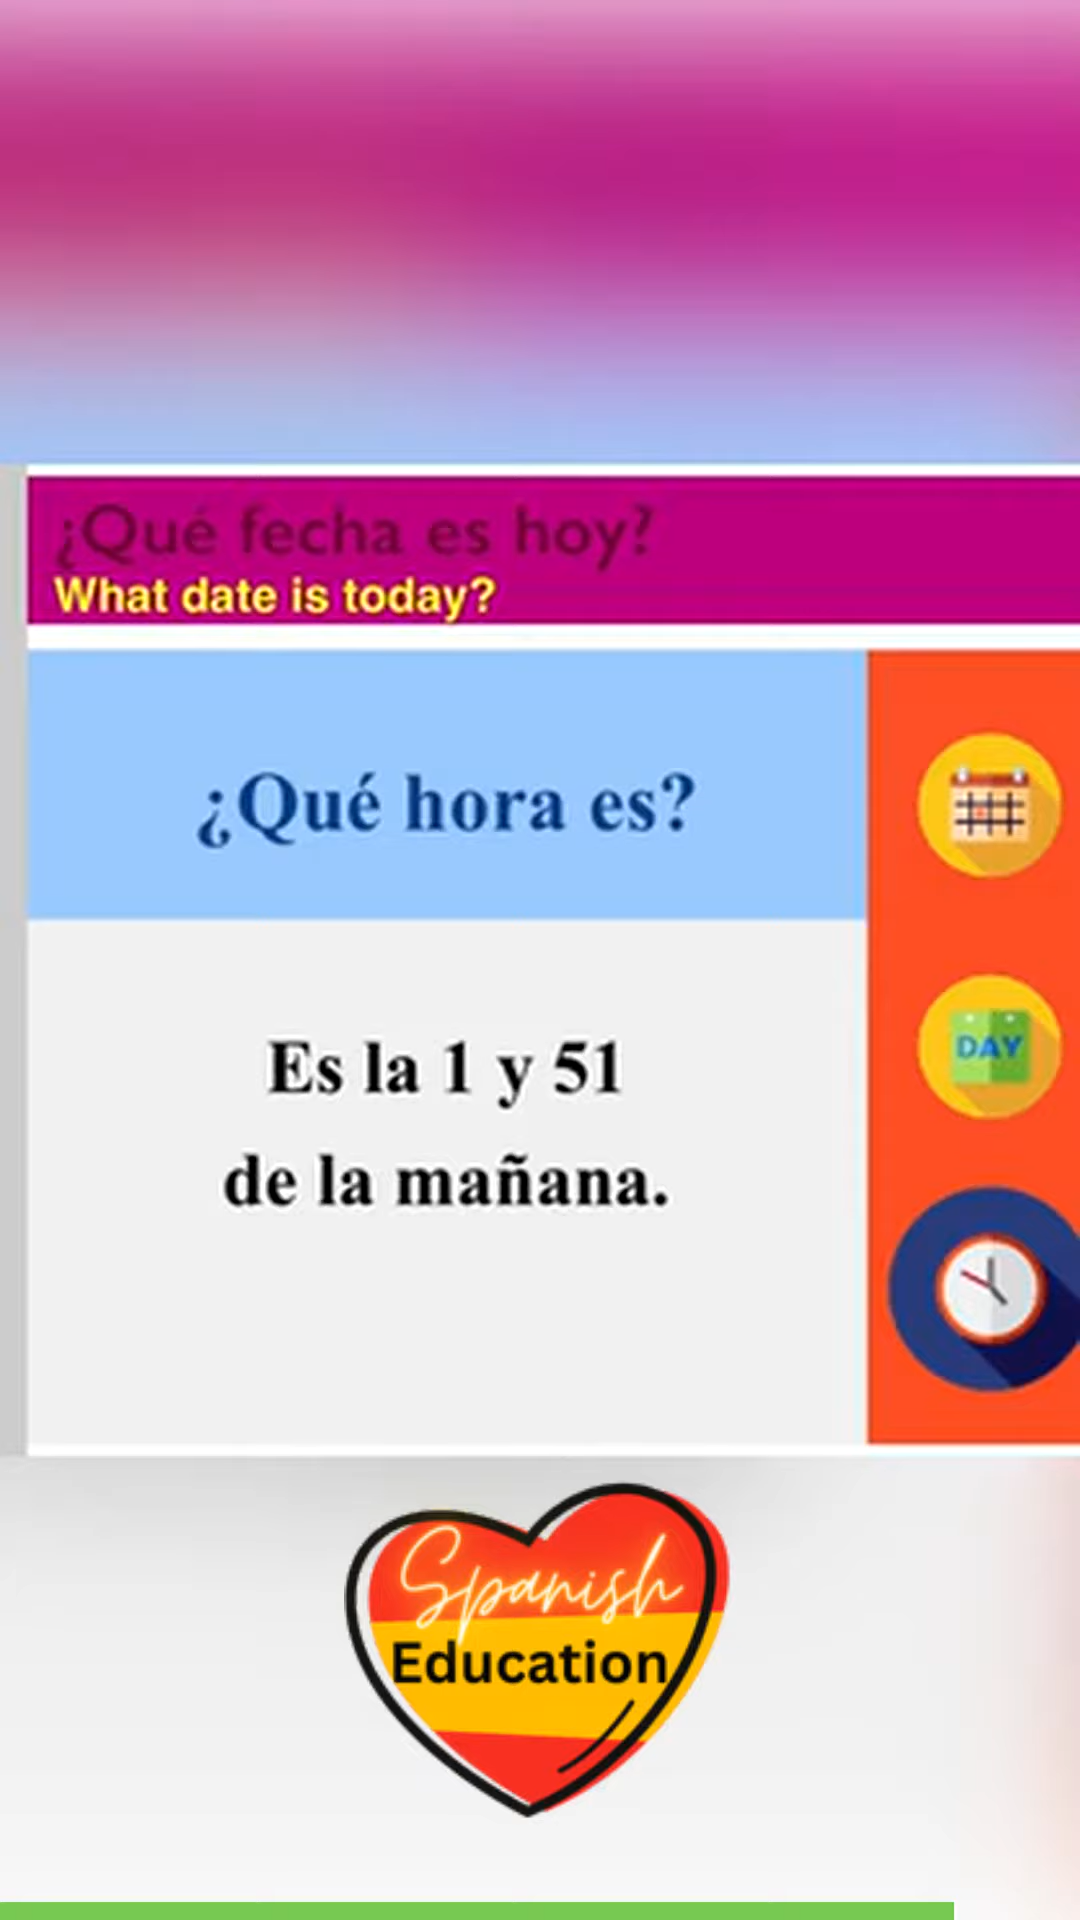 ¿Qué fecha es hoy?
What date is today?
¿Qué hora es?
Es la 1 y 51
de la mañana.
DAY
Spanish
Education